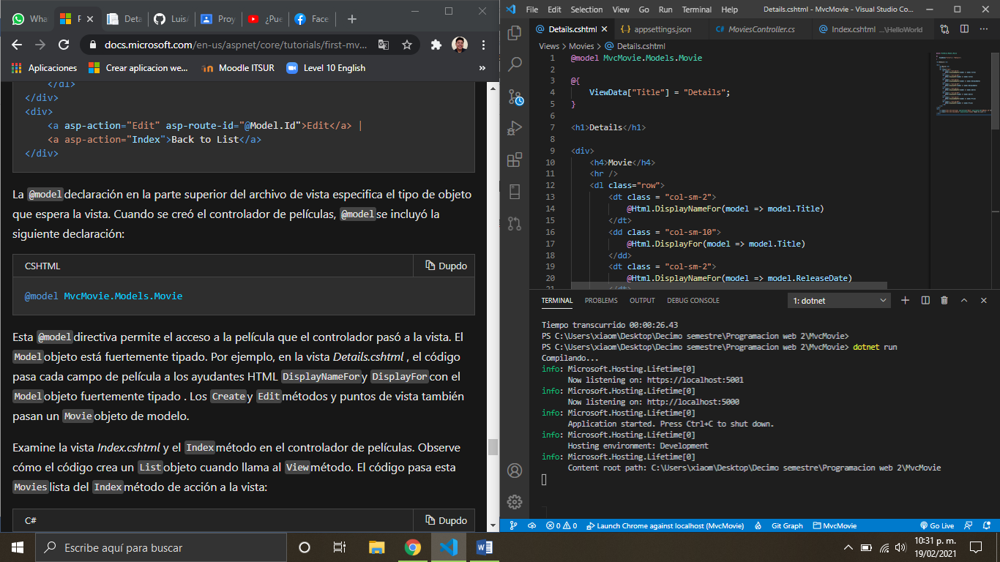 Wha
F
Deta
Luis
Proy
¿Pue
Face
docs.microsoft.com/en-us/aspnet/core/tutorials/first-mv...
Aplicaciones
Crear aplicacion we...
Moodle ITSUR
Level 10 English
»
</dl>
</div>
<div>
<a asp-action="Edit" asp-route-id="@Model.Id">Edit</a> |
<a asp-action="Index">Back to List</a>
</div>
La @model declaración en la parte superior del archivo de vista especifica el tipo de objeto
que espera la vista. Cuando se creó el controlador de películas, @model se incluyó la
siguiente declaración:
CSHTML
Dupdo
@model MvcMovie.Models.Movie
Esta @model directiva permite el acceso a la película que el controlador pasó a la vista. El
Model objeto está fuertemente tipado. Por ejemplo, en la vista Details.cshtml , el código
pasa cada campo de película a los ayudantes HTML DisplayNameFor y DisplayFor con el
Model objeto fuertemente tipado . Los Create y Edit métodos y puntos de vista también
pasan un Movie objeto de modelo.
Examine la vista Index.cshtml y el Index método en el controlador de películas. Observe
cómo el código crea un List objeto cuando llama al View método. El código pasa esta
Movies lista del Index método de acción a la vista:
C#
Dupdo
File Edit Selection View Go Run Terminal Help
Details.cshtml - MvcMovie - Visual Studio Co...
Details.cshtml
appsettings.json
MoviesController.cs
Index.cshtml ...\HelloWorld
Views > Movies > Details.cshtml
1 @model MvcMovie.Models.Movie
2
3 @{
4 ViewData["Title"] = "Details";
5 }
6
7 <h1>Details</h1>
8
9 <div>
10 <h4>Movie</h4>
11 <hr />
12 <dl class="row">
13 <dt class = "col-sm-2">
14 @Html.DisplayNameFor(model => model.Title)
15 </dt>
16 <dd class = "col-sm-10">
17 @Html.DisplayFor(model => model.Title)
18 </dd>
19 <dt class = "col-sm-2">
20 @Html.DisplayNameFor(model => model.ReleaseDate)
21 </dt>
TERMINAL PROBLEMS OUTPUT DEBUG CONSOLE
1: dotnet
Tiempo transcurrido 00:00:26.43
PS C:\Users\xiaom\Desktop\Decimo semestre\Programacion web 2\MvcMovie>
PS C:\Users\xiaom\Desktop\Decimo semestre\Programacion web 2\MvcMovie> dotnet run
Compilando...
info: Microsoft.Hosting.Lifetime[0]
Now listening on: https://localhost:5001
info: Microsoft.Hosting.Lifetime[0]
Now listening on: http://localhost:5000
info: Microsoft.Hosting.Lifetime[0]
Application started. Press Ctrl+C to shut down.
info: Microsoft.Hosting.Lifetime[0]
Hosting environment: Development
info: Microsoft.Hosting.Lifetime[0]
Content root path: C:\Users\xiaom\Desktop\Decimo semestre\Programacion web 2\MvcMovie
0 0 Launch Chrome against localhost (MvcMovie) Git Graph MvcMovie Go Live
Escribe aquí para buscar
10:31 p. m.
19/02/2021